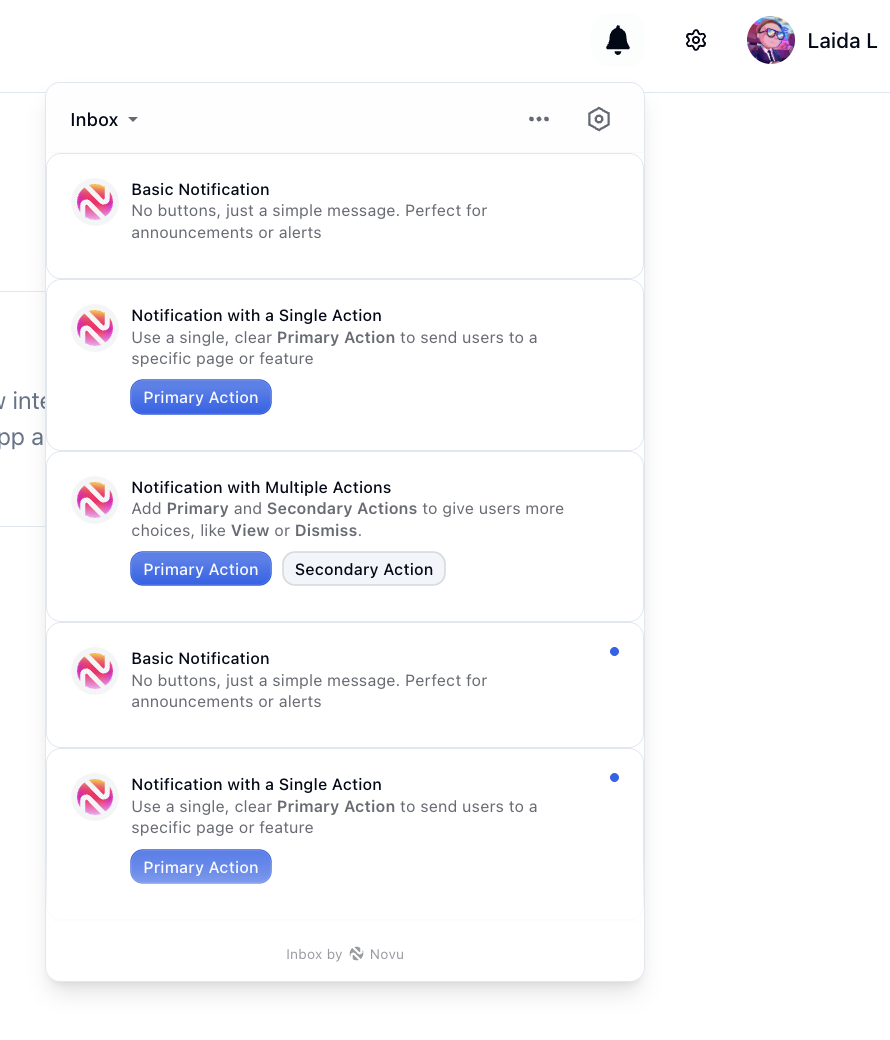 Laida L
Inbox
Basic Notification
No buttons, just a simple message. Perfect for
announcements or alerts
Notification with a Single Action
Use a single, clear Primary Action to send users to a
specific page or feature
Primary Action
Notification with Multiple Actions
Add Primary and Secondary Actions to give users more
choices, like View or Dismiss.
Primary Action Secondary Action
Basic Notification
No buttons, just a simple message. Perfect for
announcements or alerts
Notification with a Single Action
Use a single, clear Primary Action to send users to a
specific page or feature
Primary Action
Inbox by Novu